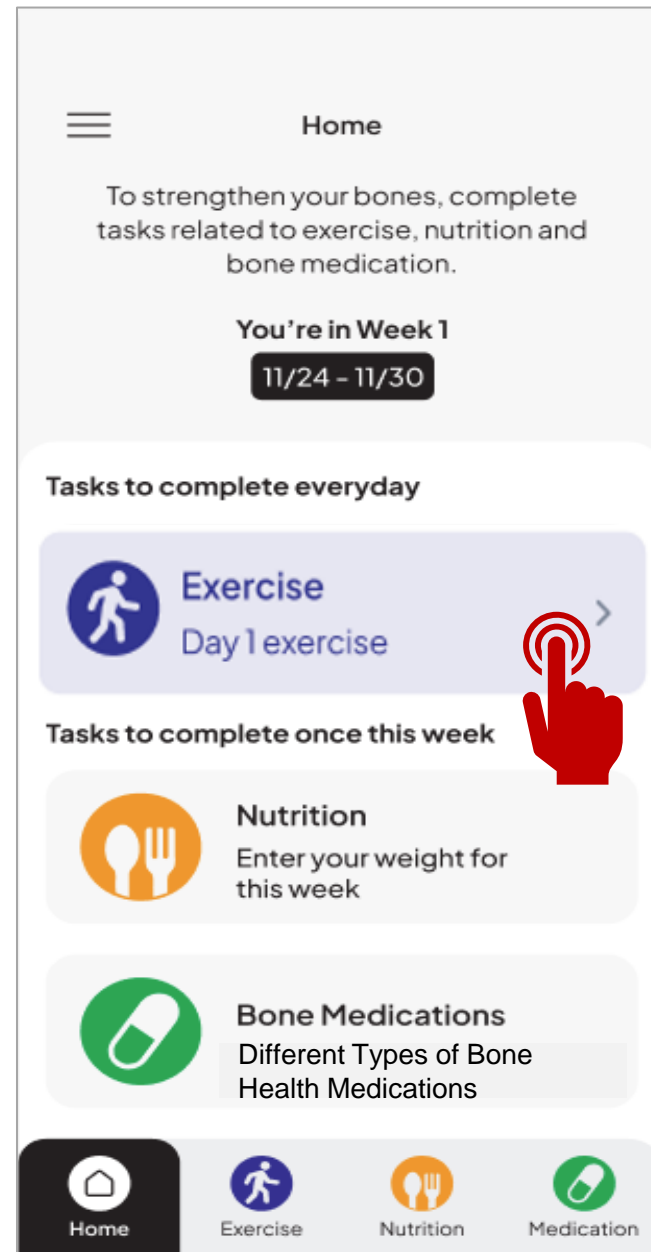 Home
To strengthen your bones, complete
tasks related to exercise, nutrition and
bone medication.
You're in Week 1
11/24 – 11/30
Tasks to complete everyday
Exercise
Day 1 exercise
Tasks to complete once this week
Nutrition
Enter your weight for
this week
Bone Medications
Different Types of Bone
Health Medications
Home Exercise Nutrition Medication